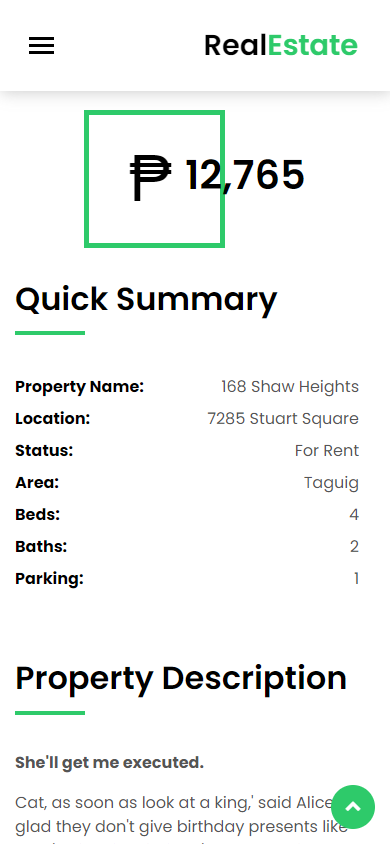 RealEstate
₱ 12,765
Quick Summary
Property Name: 168 Shaw Heights
Location: 7285 Stuart Square
Status: For Rent
Area: Taguig
Beds: 4
Baths: 2
Parking: 1
Property Description
She'll get me executed.
Cat, as soon as look at a king,' said Alice
glad they don't give birthday presents like